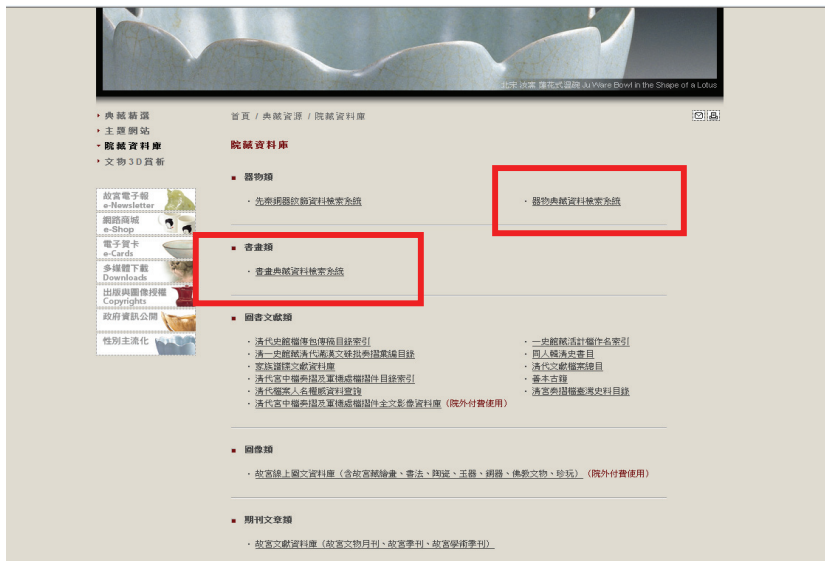 北宋 汝窯 蓮花式溫碗 Ju Ware Bowl in the Shape of a Lotus
典藏精選
主題網站
院藏資料庫
文物3D賞析
故宮電子報
e-Newsletter
網路商城
e-Shop
電子賀卡
e-Cards
多媒體下載
Downloads
出版與圖像授權
Copyrights
政府資訊公開
性別主流化
首頁 / 典藏資源 / 院藏資料庫
院藏資料庫
■ 器物類
· 先秦銅器紋飾資料檢索系統
· 器物典藏資料檢索系統
■ 書畫類
· 書畫典藏資料檢索系統
■ 圖書文獻類
· 清代史館檔傳包傳稿目錄索引
· 清一史館藏清代滿漢文硃批奏摺彙編目錄
· 家族譜牒文獻資料庫
· 清代宮中檔奏摺及軍機處檔摺件目錄索引
· 清代檔案人名權威資料查詢
· 清代宮中檔奏摺及軍機處檔摺件全文影像資料庫 (院外付費使用)
· 一史館藏活計檔作名索引
· 同人輯清史書目
· 清代文獻檔案總目
· 善本古籍
· 清宮奏摺檔臺灣史料目錄
■ 圖像類
· 故宮線上圖文資料庫（含故宮藏繪畫、書法、陶瓷、玉器、銅器、佛教文物、珍玩） (院外付費使用)
■ 期刊文章類
· 故宮文獻資料庫（故宮文物月刊、故宮季刊、故宮學術季刊）